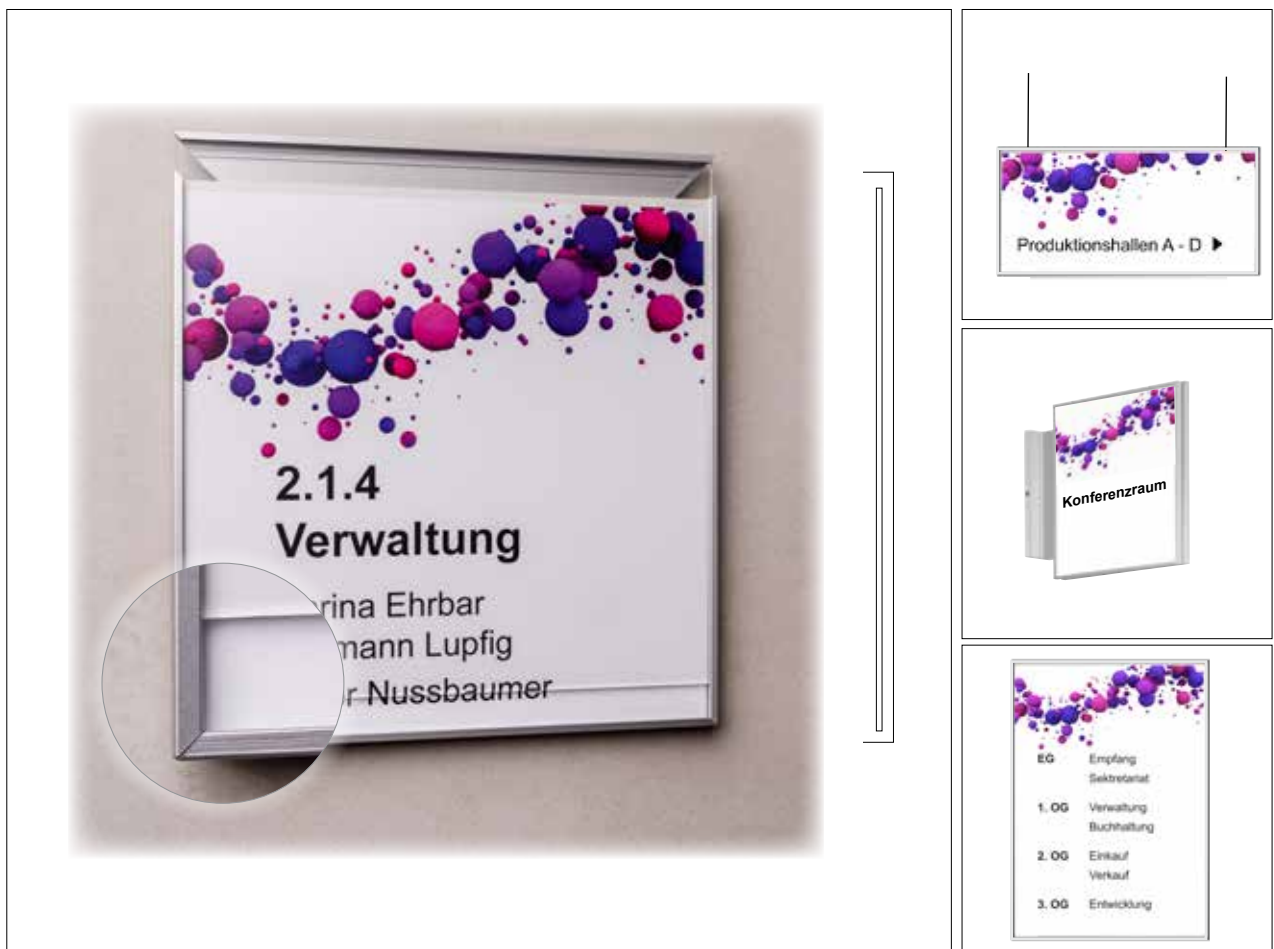 2.1.4
Verwaltung
rina Ehrbar
mann Lupfig
r Nussbaumer
Produktionshallen A - D
Konferenzraum
EG Empfang
Sektretariat
1. OG Verwaltung
Buchhaltung
2. OG Einkauf
Verkauf
3. OG Entwicklung